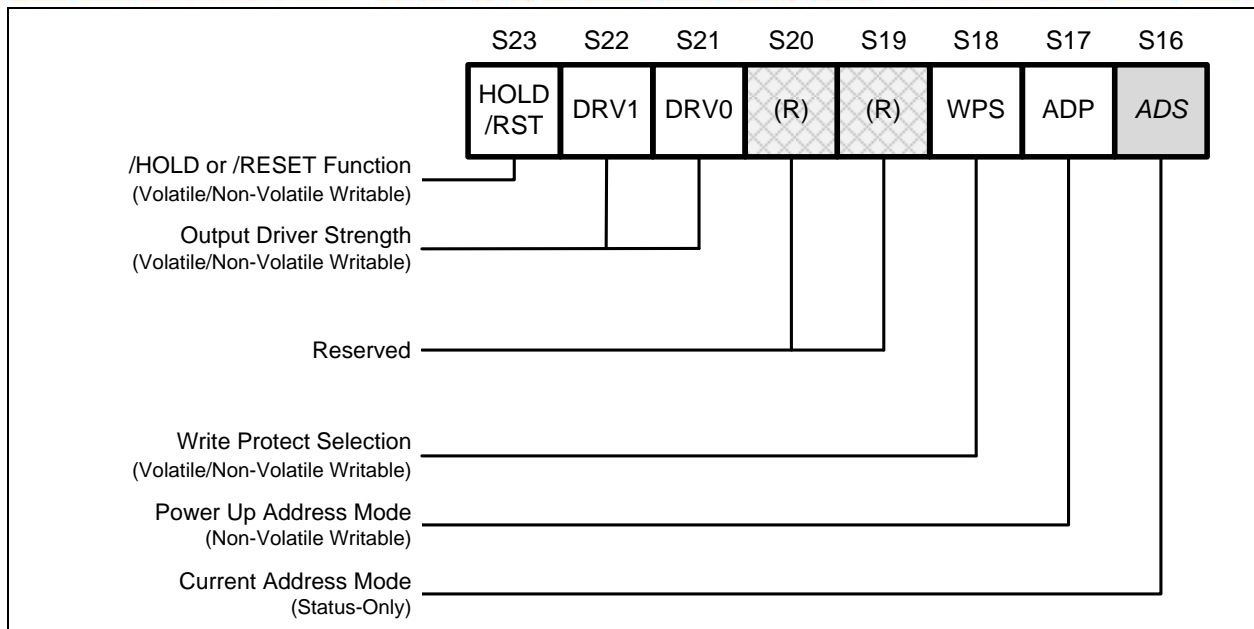 S23 S22 S21 S20 S19 S18 S17 S16
HOLD
/RST DRV1 DRV0 (R) (R) WPS ADP ADS
/HOLD or /RESET Function
(Volatile/Non-Volatile Writable)
Output Driver Strength
(Volatile/Non-Volatile Writable)
Reserved
Write Protect Selection
(Volatile/Non-Volatile Writable)
Power Up Address Mode
(Non-Volatile Writable)
Current Address Mode
(Status-Only)